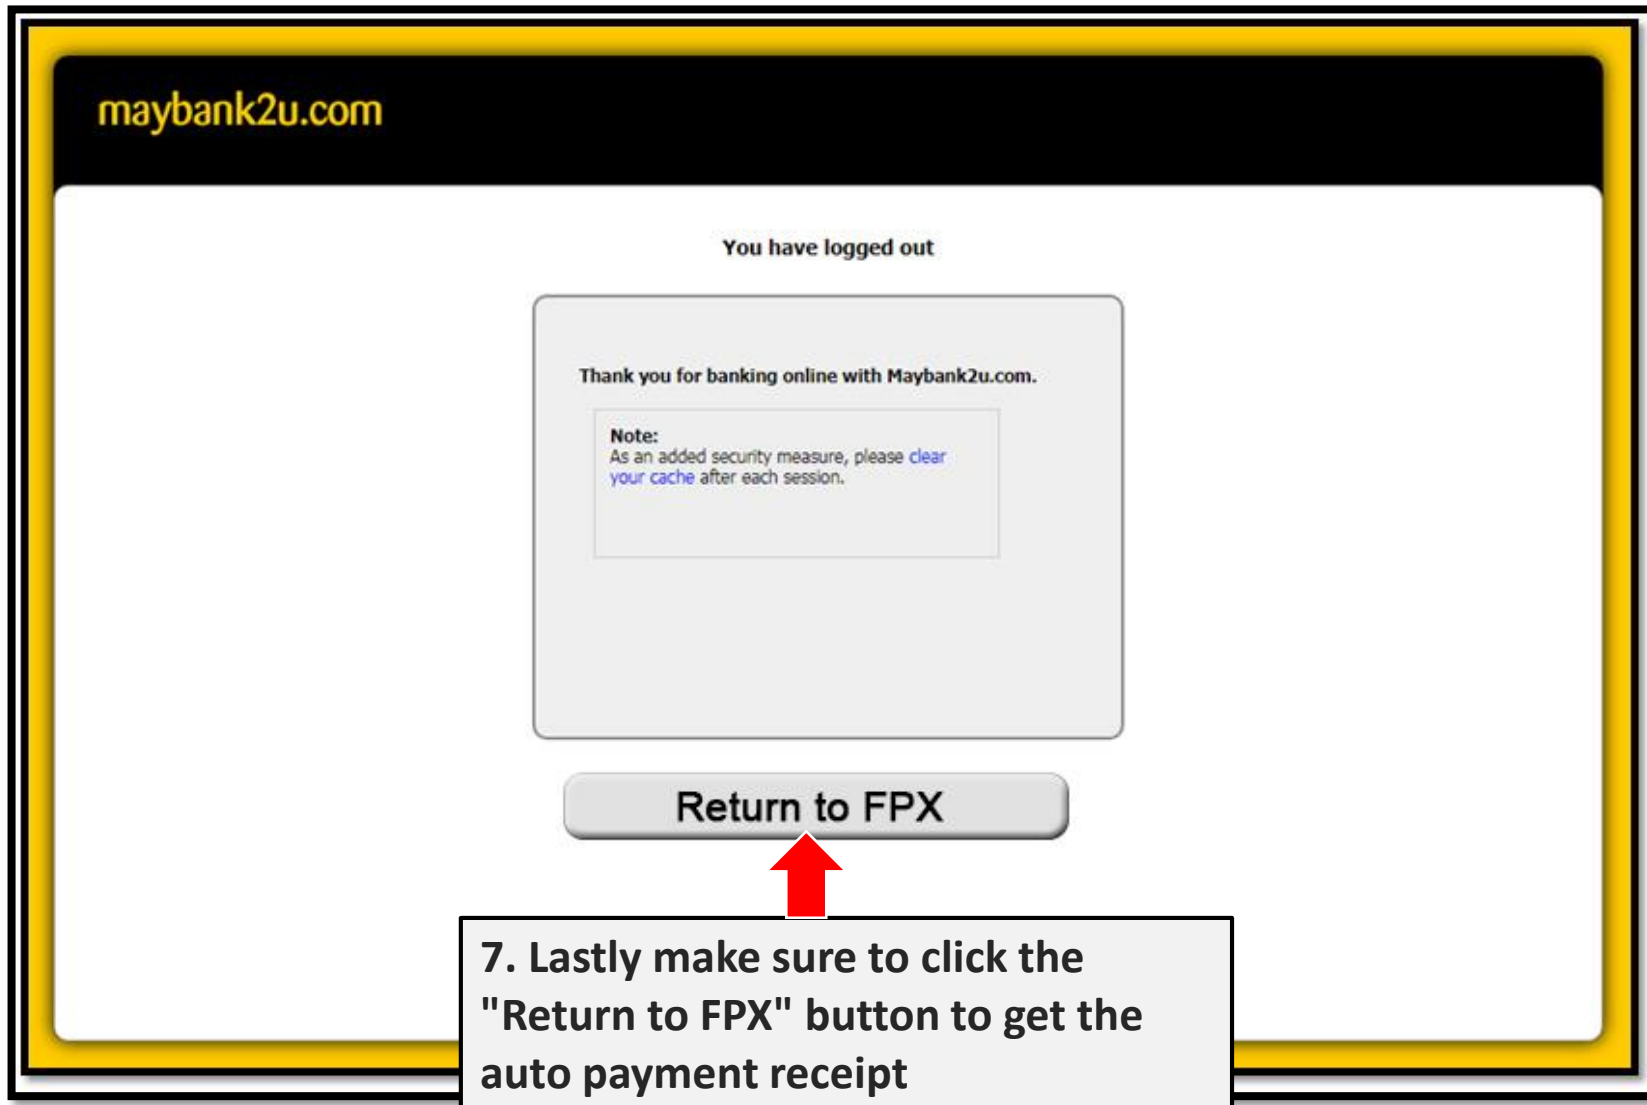 maybank2u.com
You have logged out
Thank you for banking online with Maybank2u.com.
Note:
As an added security measure, please clear
your cache after each session.
Return to FPX
7. Lastly make sure to click the
"Return to FPX" button to get the
auto payment receipt